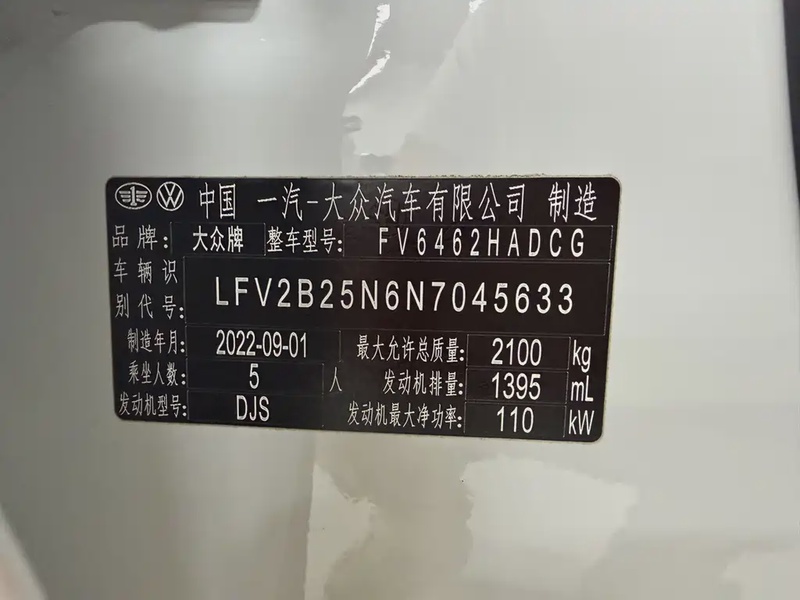 中国 一汽-大众汽车有限公司 制造
品牌: 大众牌 整车型号: FV6462HADCG
车辆识别代号: LFV2B25N6N7045633
制造年月: 2022-09-01 最大允许总质量: 2100 kg
乘坐人数: 5 人 发动机排量: 1395 mL
发动机型号: DJS 发动机最大净功率: 110 kW